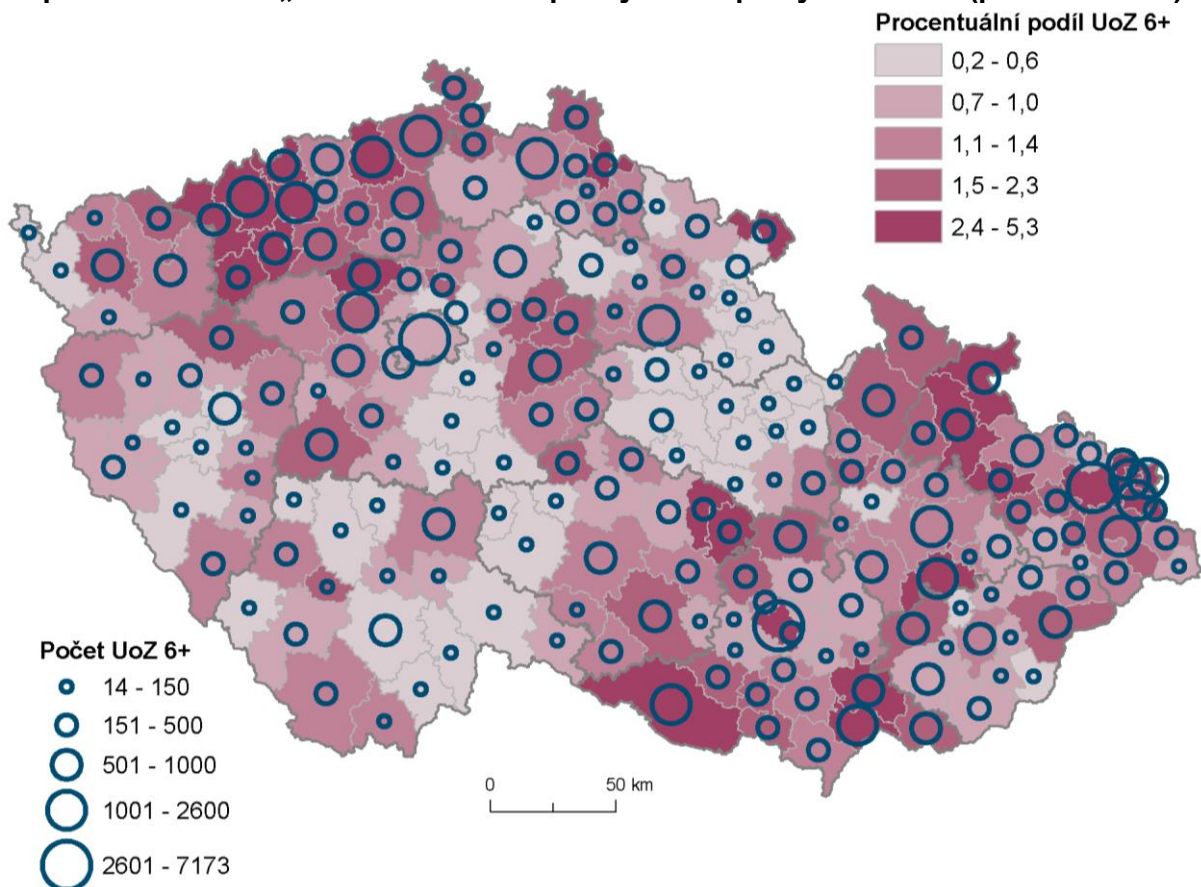 Procentuální podíl UoZ 6+
0,2 - 0,6
0,7 - 1,0
1,1 - 1,4
1,5 - 2,3
2,4 - 5,3
Počet UoZ 6+
14 - 150
151 - 500
501 - 1000
1001 - 2600
2601 - 7173
0 50 km